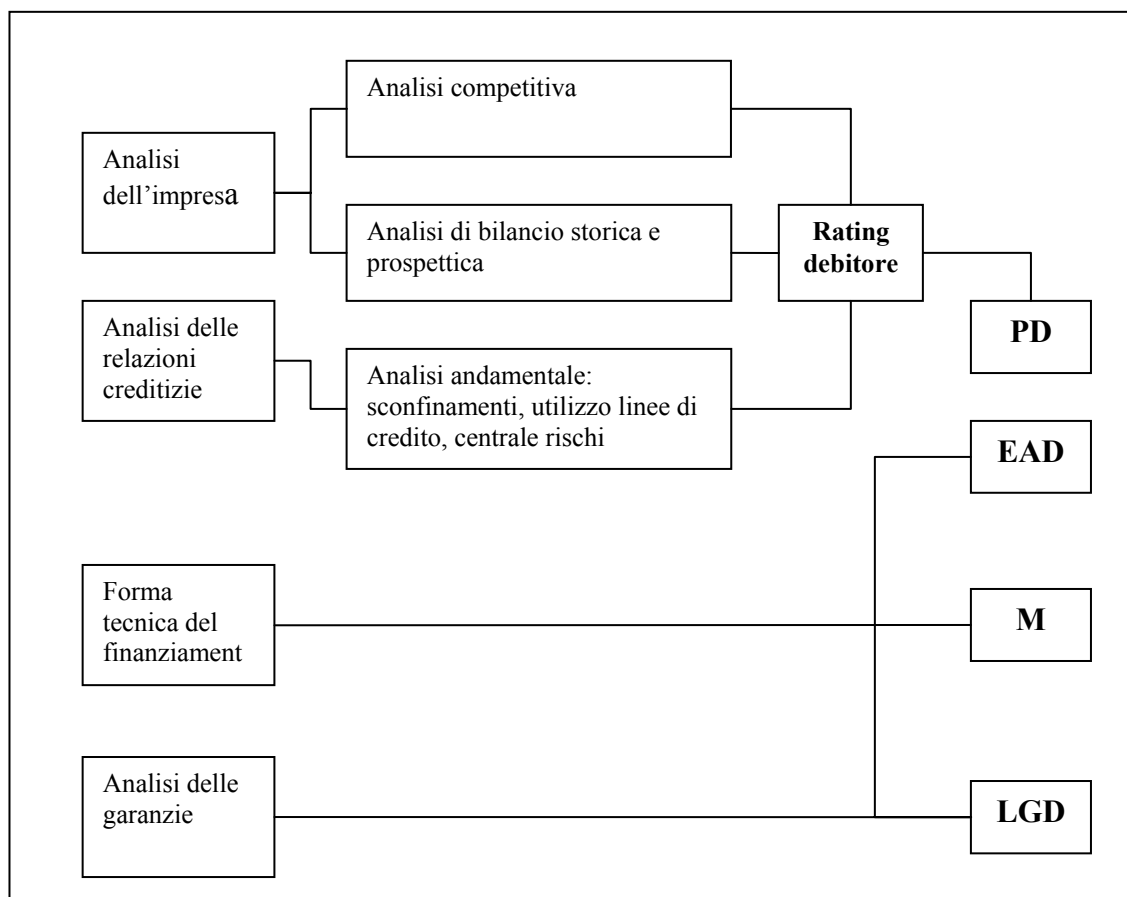 Analisi competitiva
Analisi
dell’impresa
Analisi di bilancio storica e
prospettica
Rating
debitore
Analisi delle
relazioni
creditizie
PD
Analisi andamentale:
sconfinamenti, utilizzo linee di
credito, centrale rischi
EAD
Forma
tecnica del
finanziament
M
Analisi delle
garanzie
LGD